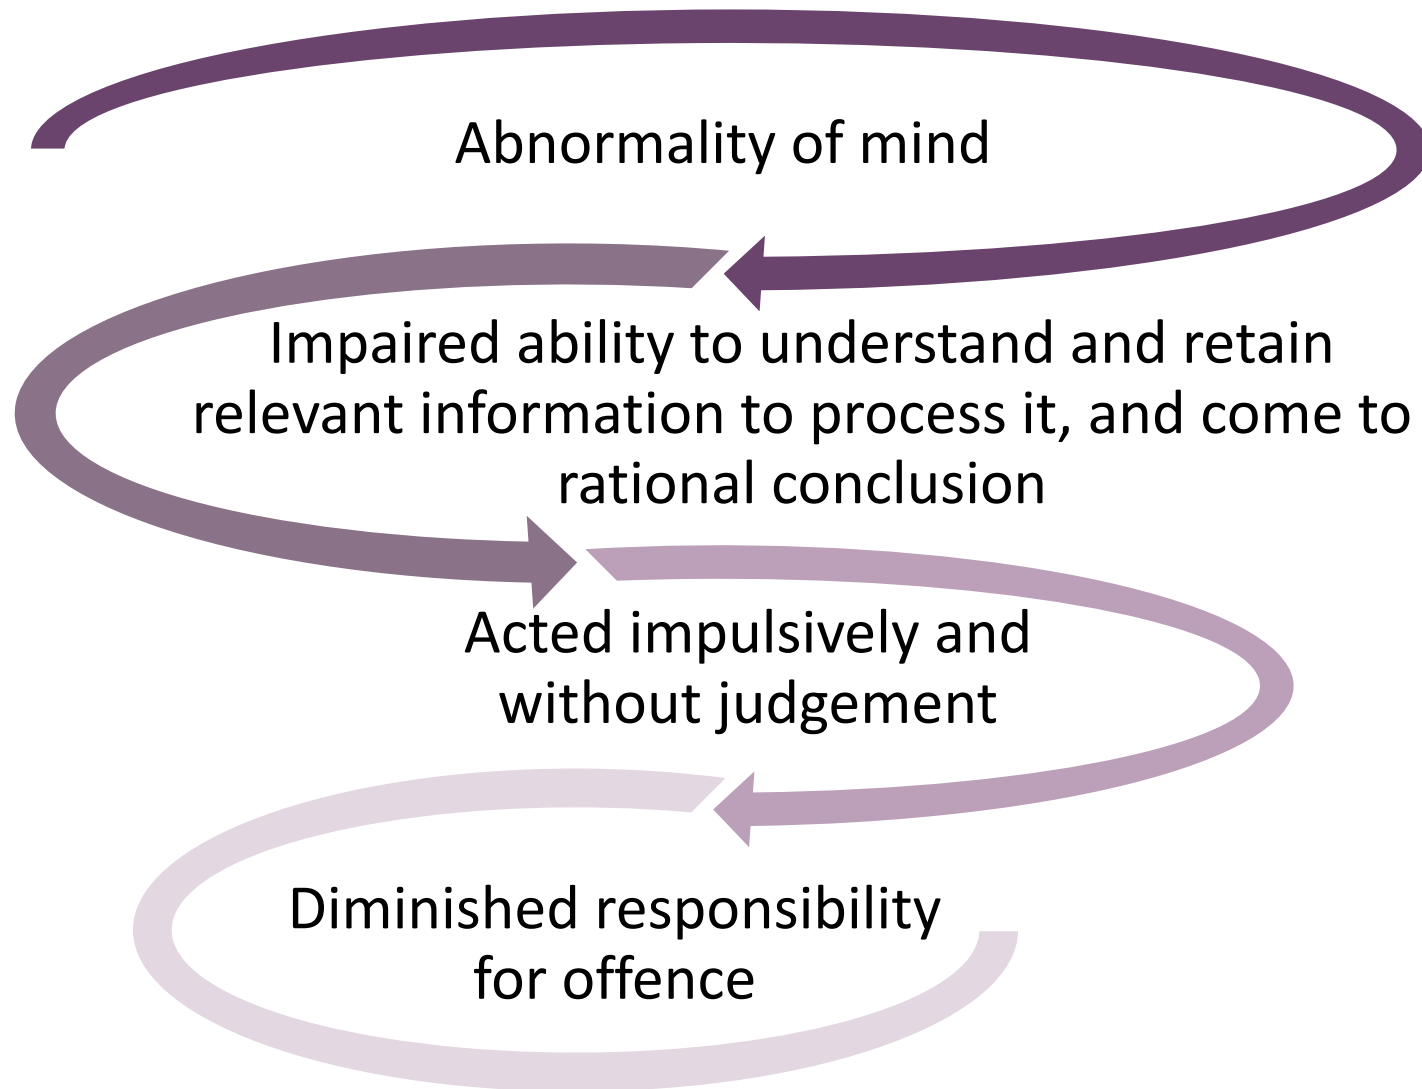 Abnormality of mind
Impaired ability to understand and retain
relevant information to process it, and come to
rational conclusion
Acted impulsively and
without judgement
Diminished responsibility
for offence